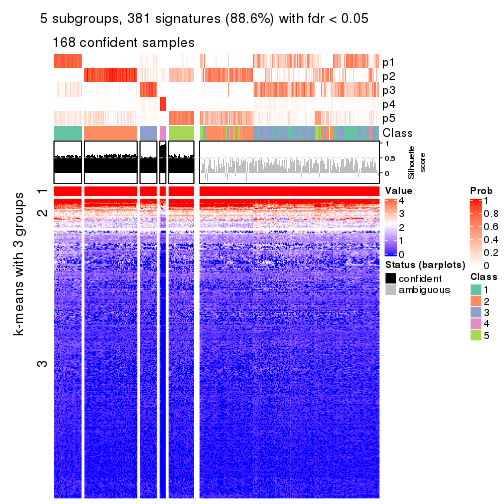 5 subgroups, 381 signatures (88.6%) with fdr < 0.05
168 confident samples
p1
p2
p3
p4
p5
Class
1
0.5
0
Silhouette
score
k-means with 3 groups
1
2
3
Value
4
3
2
1
0
Status (barplots)
confident
ambiguous
Prob
1
0.8
0.6
0.4
0.2
0
Class
1
2
3
4
5